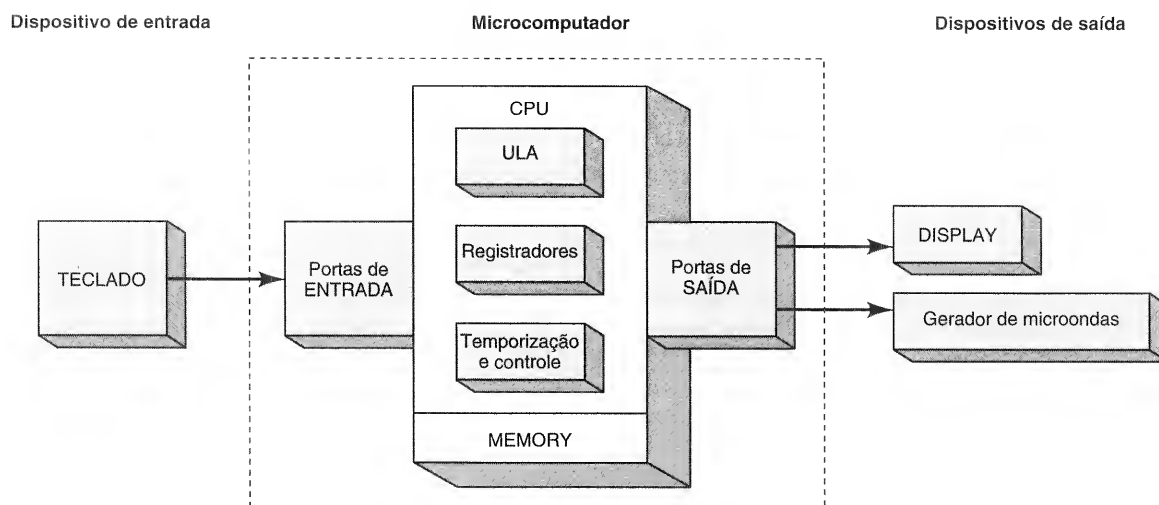 Dispositivo de entrada
Microcomputador
Dispositivos de saída
CPU
ULA
Registradores
Temporização
e controle
MEMORY
TECLADO
Portas de
ENTRADA
Portas de
SAÍDA
DISPLAY
Gerador de microondas